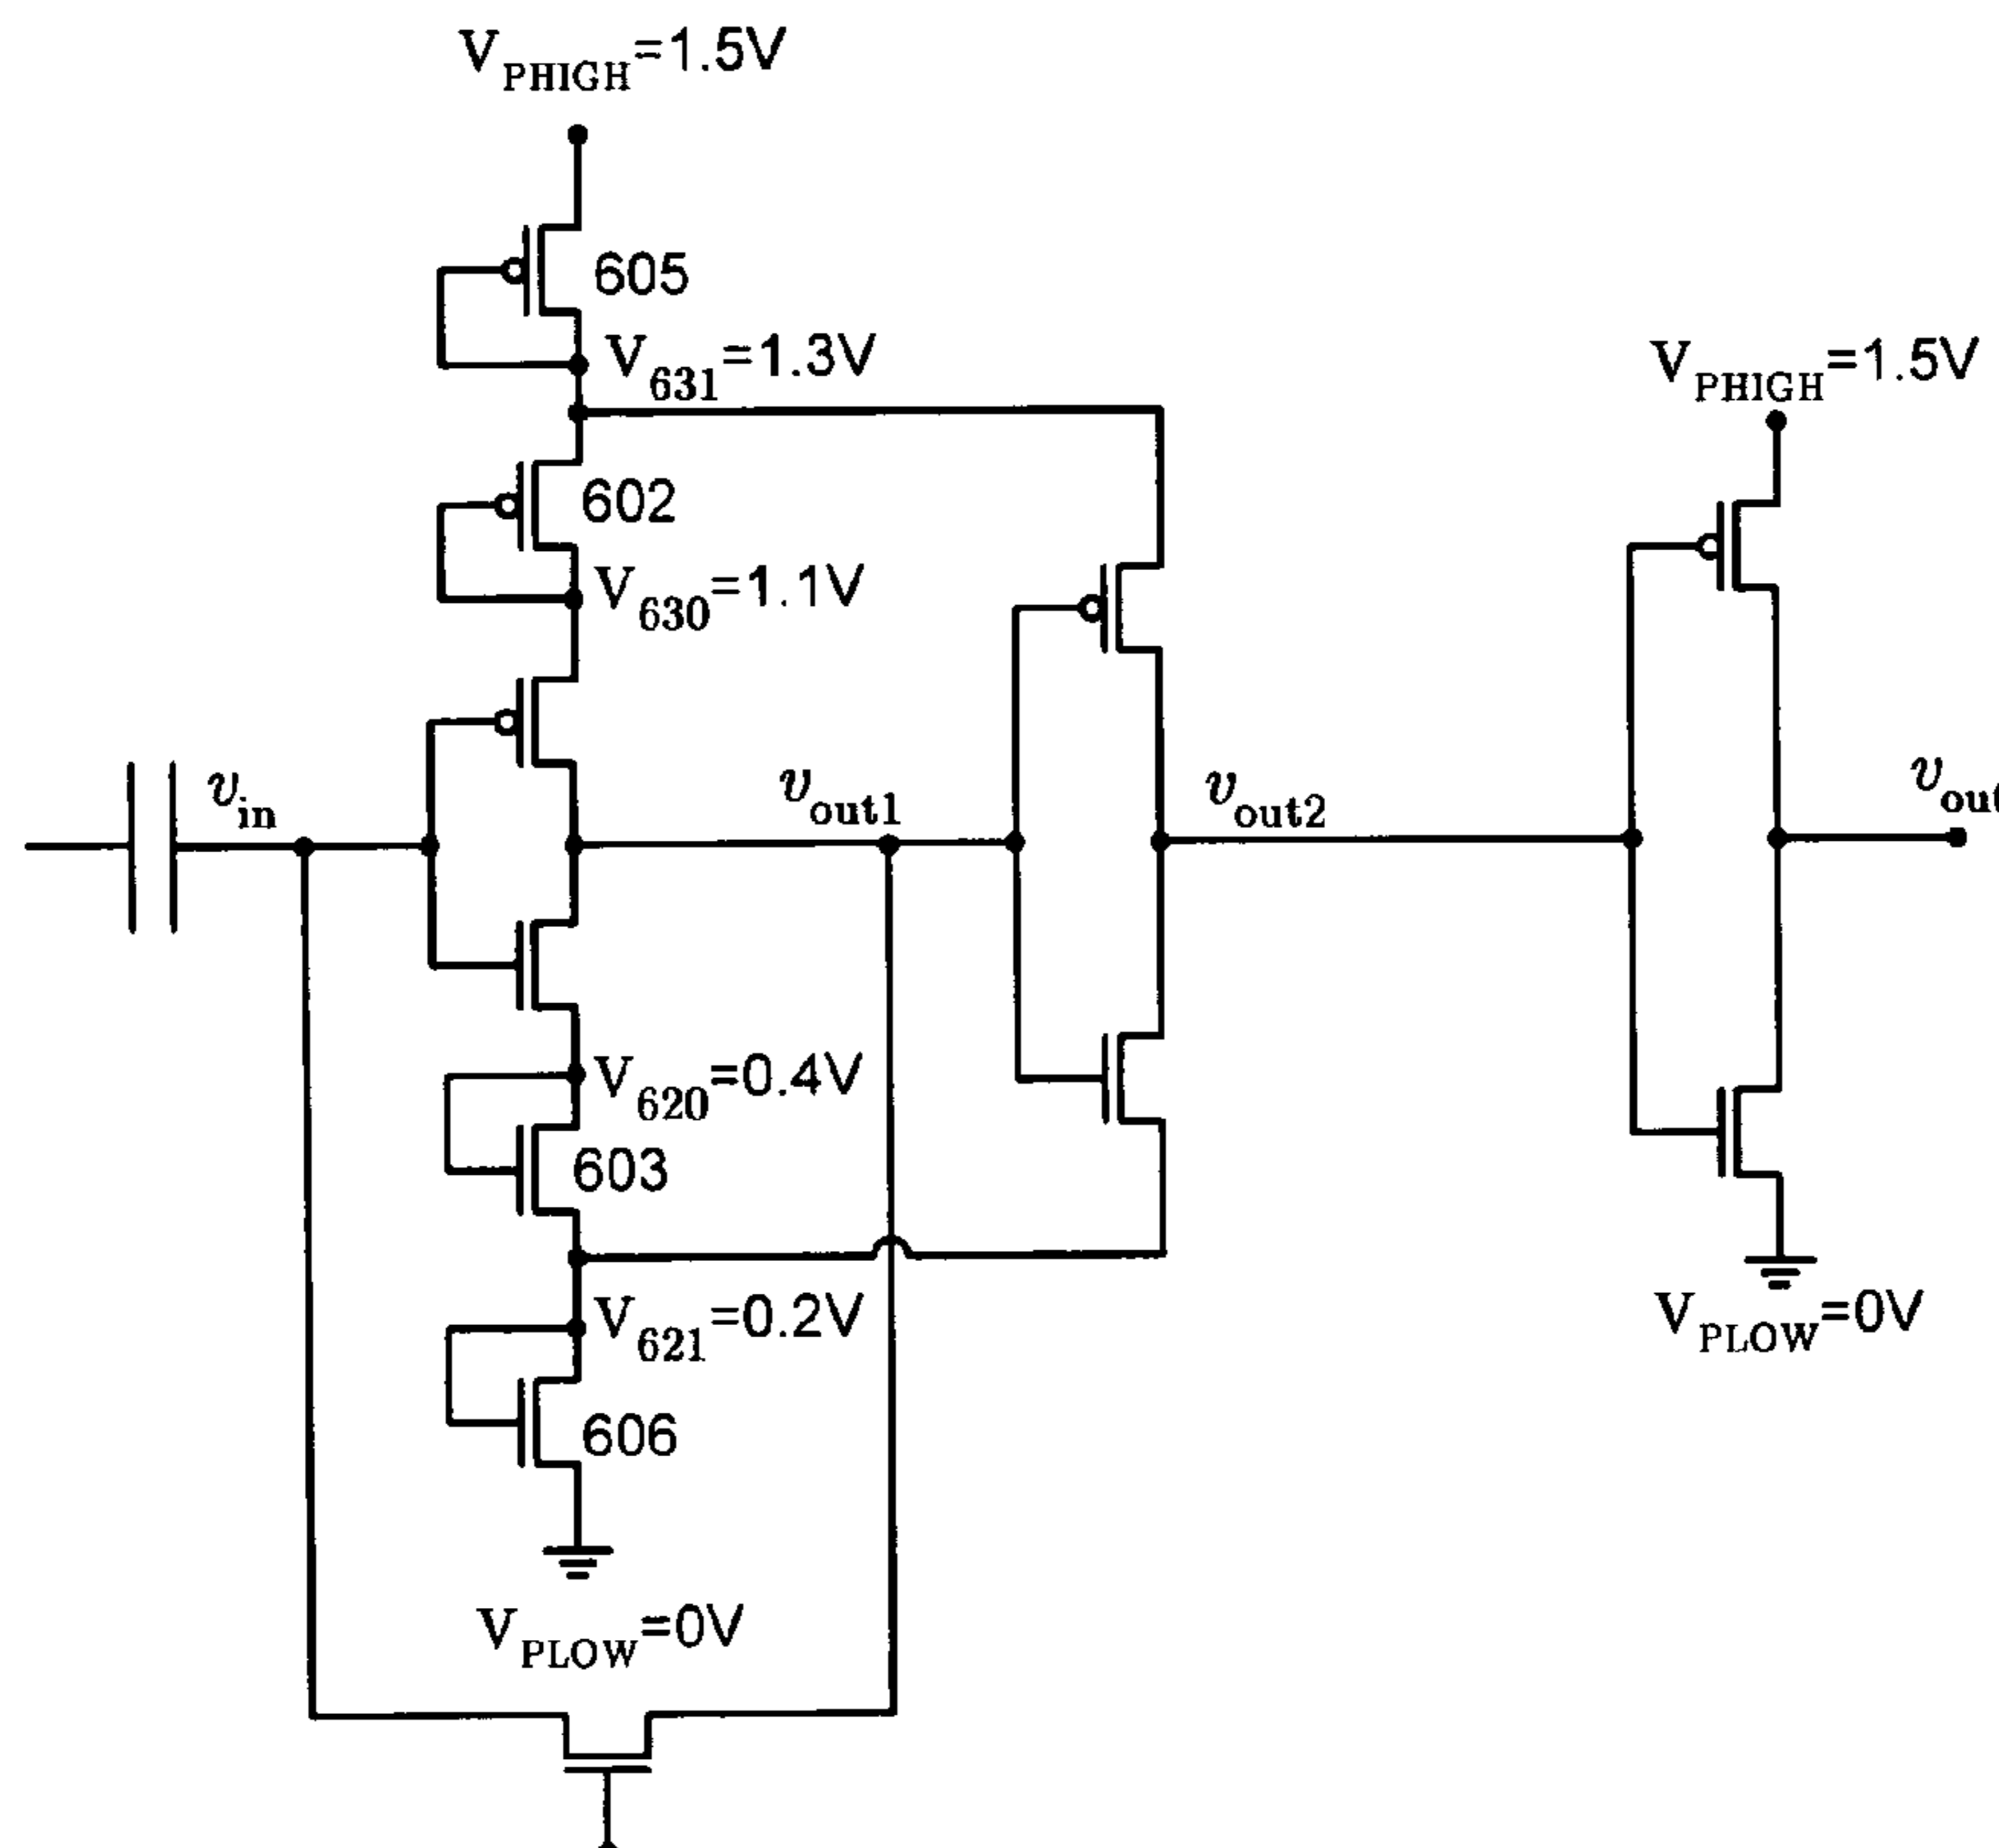 VPHIGH=1.5V
605
V631=1.3V
VPHIGH=1.5V
602
V630=1.1V
vin
vout1
vout2
vout
V620=0.4V
603
V621=0.2V
VPLOW=0V
606
VPLOW=0V